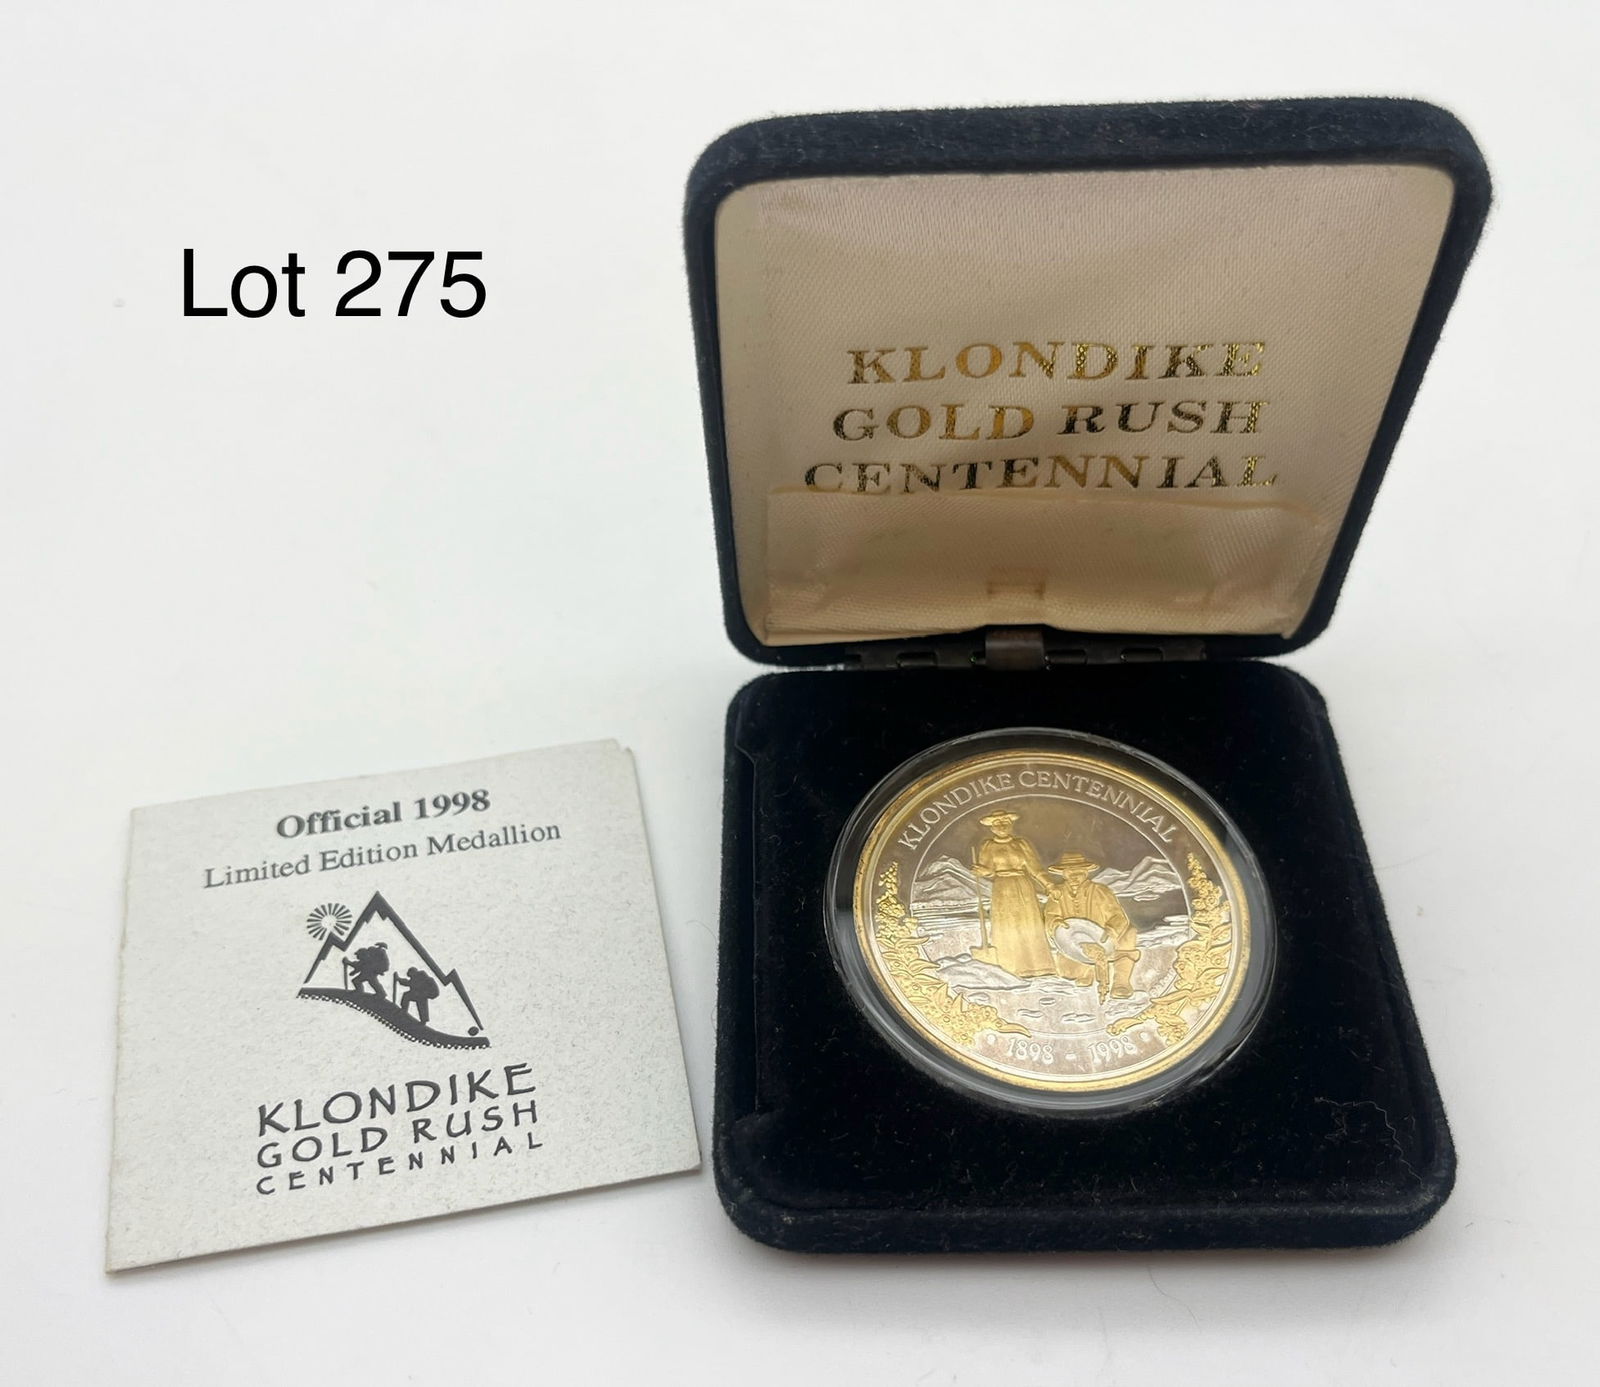 Lot 275
KLONDIKE
GOLD RUSH
CENTENNIAL
Official 1998
Limited Edition Medallion
KLONDIKE
GOLD RUSH
CENTENNIAL
KLONDIKE CENTENNIAL
1898 - 1998